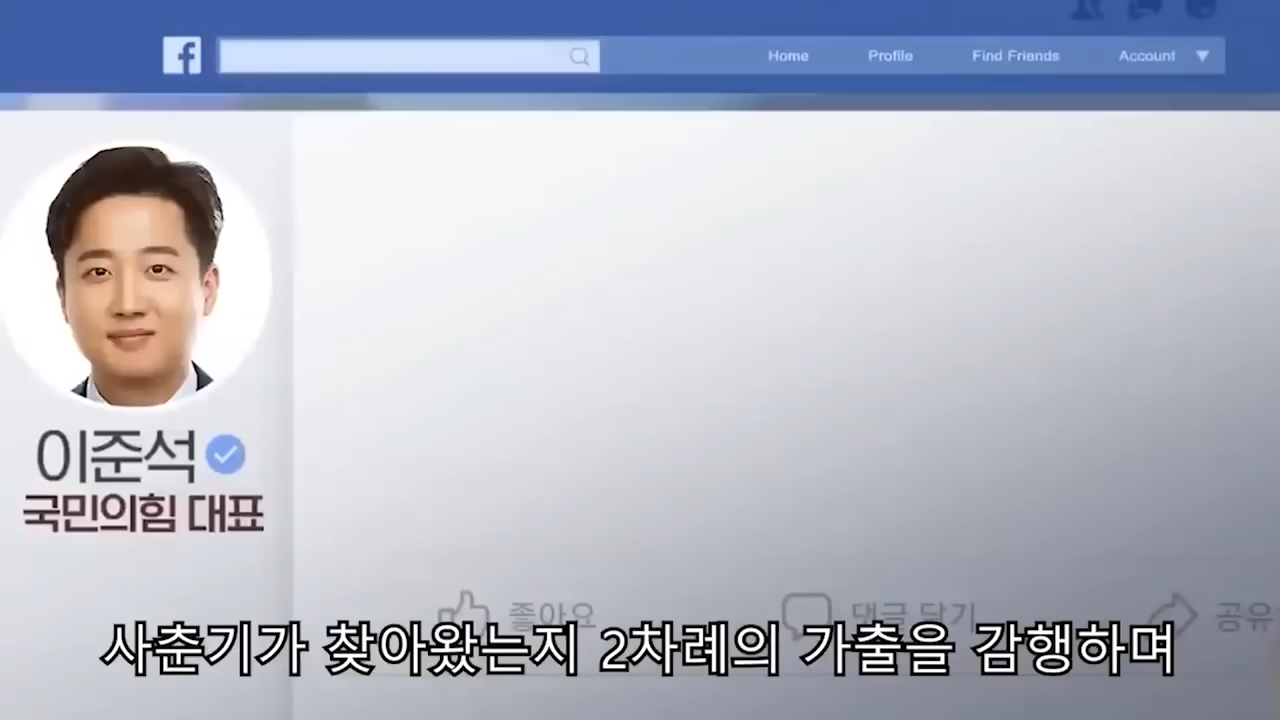 f
Home Profile Find Friends Account
이준석
국민의힘 대표
좋아요 댓글 달기 공유
사춘기가 찾아왔는지 2차례의 가출을 감행하며